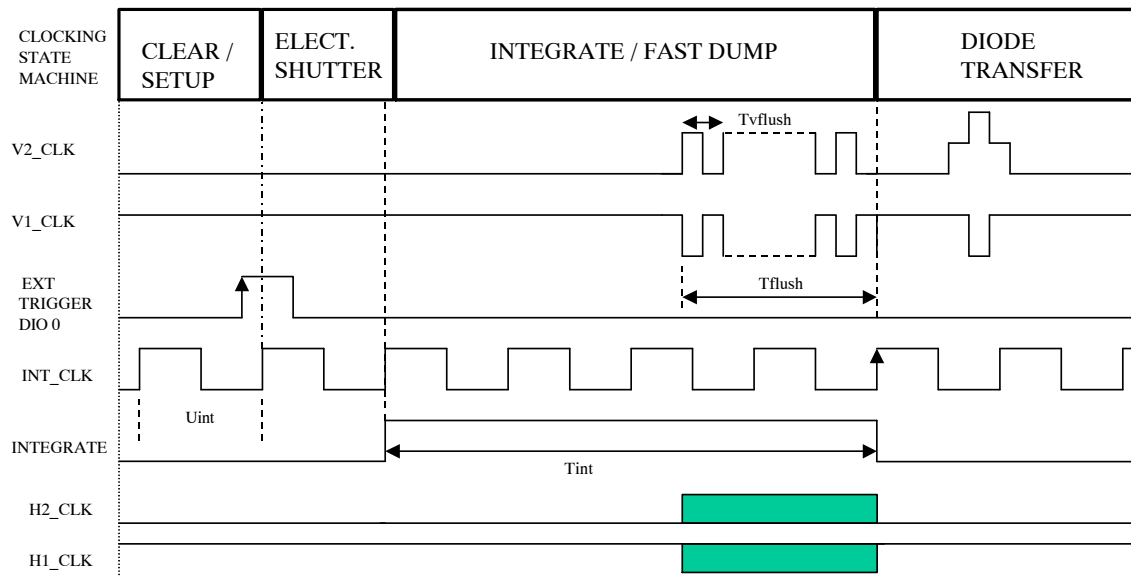 CLOCKING
STATE
MACHINE
CLEAR /
SETUP
ELECT.
SHUTTER
INTEGRATE / FAST DUMP
DIODE
TRANSFER
Tvflush
V2_CLK
V1_CLK
EXT
TRIGGER
DIO 0
Tflush
INT_CLK
Uint
INTEGRATE
Tint
H2_CLK
H1_CLK